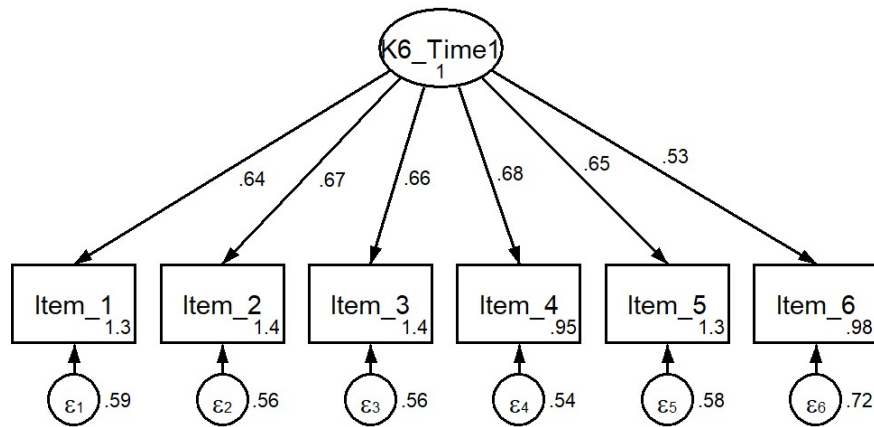 K6_Time1
1
.64 .67 .66 .68 .65 .53
Item_1 Item_2 Item_3 Item_4 Item_5 Item_6
1.3 1.4 1.4 .95 1.3 .98
ε1 .59 ε2 .56 ε3 .56 ε4 .54 ε5 .58 ε6 .72